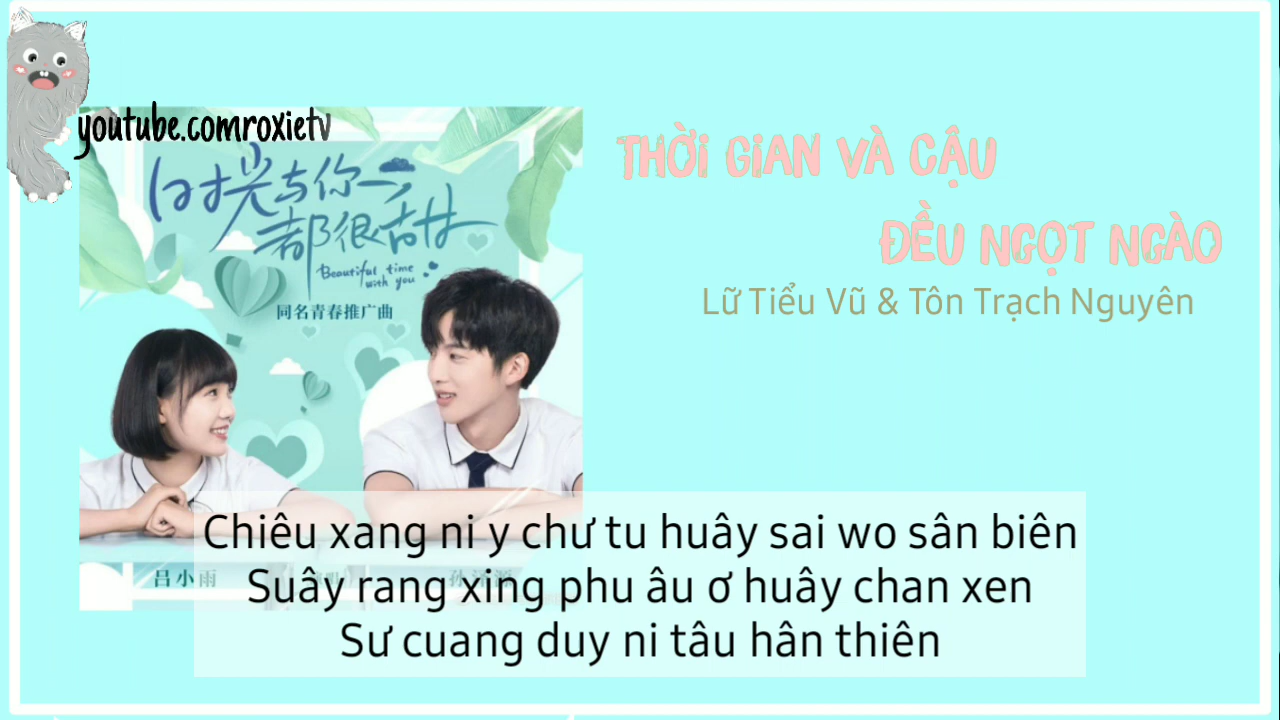 youtube.comroxietv
时光与你
都很甜
Beautiful time
with you
同名青春推广曲
THỜI GIAN VÀ CẬU
ĐỀU NGỌT NGÀO
Lữ Tiểu Vũ & Tôn Trạch Nguyên
Chiêu xang ni y chư tu huây sai wo sân biên
Suây rang xing phu âu ơ huây chan xen
Sư cuang duy ni tâu hân thiên
吕小雨